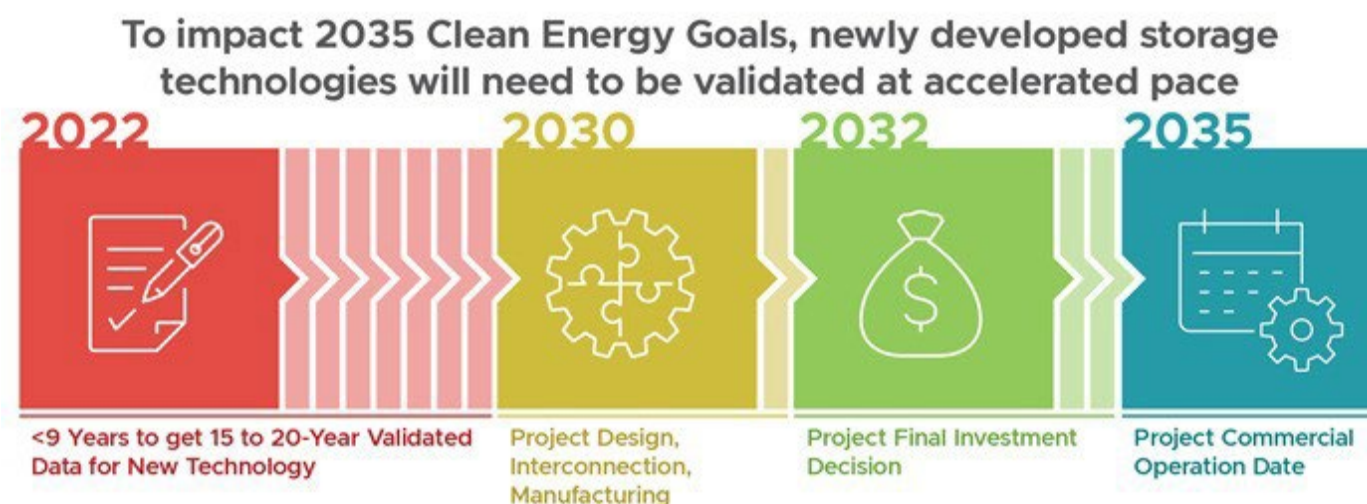 To impact 2035 Clean Energy Goals, newly developed storage
technologies will need to be validated at accelerated pace
2022
2030
2032
2035
$
<9 Years to get 15 to 20-Year Validated
Data for New Technology
Project Design,
Interconnection,
Manufacturing
Project Final Investment
Decision
Project Commercial
Operation Date